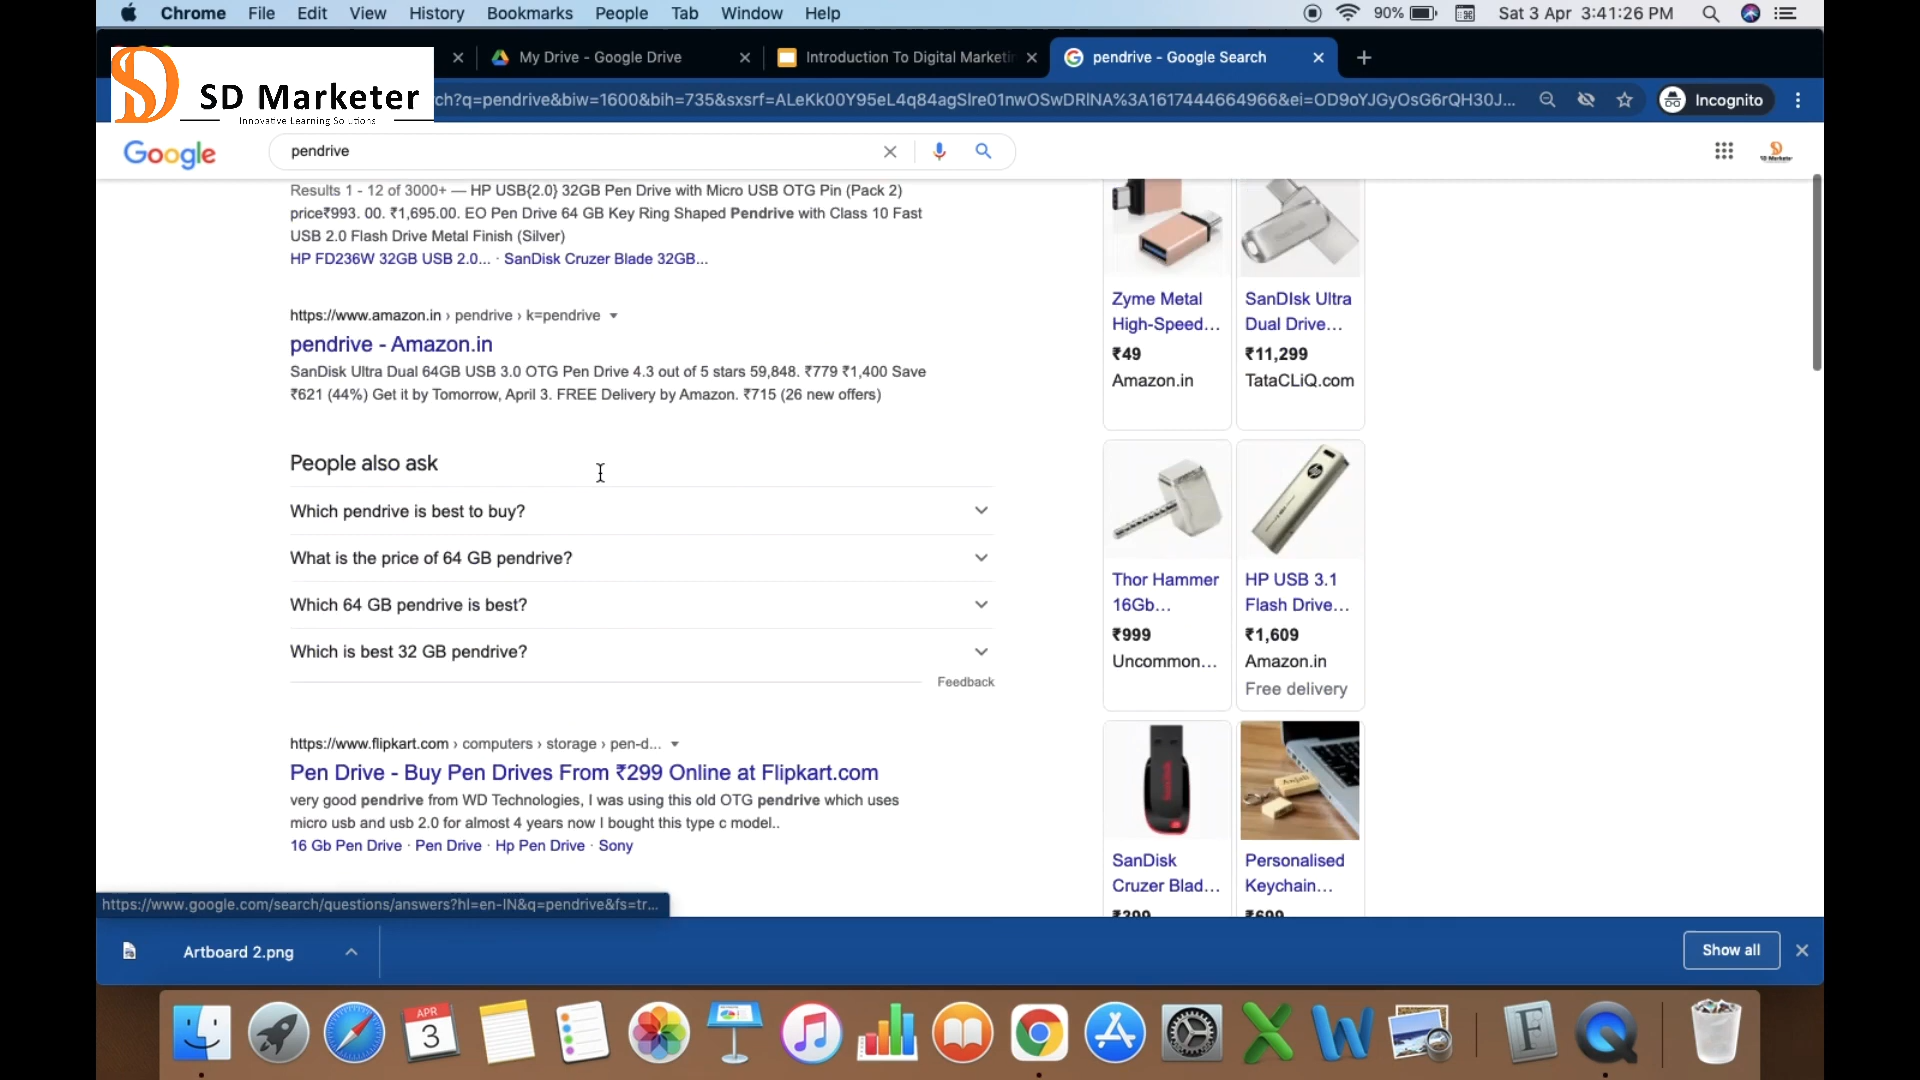 Chrome File Edit View History Bookmarks People Tab Window Help
90% Sat 3 Apr 3:41:26 PM
SD Marketer
Innovative Learning Solutions
My Drive - Google Drive
Introduction To Digital Marketin
pendrive - Google Search
ch?q=pendrive&biw=1600&bih=735&sxsrf=ALeKk00Y95eL4q84agSlre01nwOSwDRlNA%3A1617444664966&ei=OD9oYJGyOsG6rQH30J...
Incognito
Google
pendrive
SD Marketer
Results 1 - 12 of 3000+ — HP USB{2.0} 32GB Pen Drive with Micro USB OTG Pin (Pack 2)
price₹993. 00. ₹1,695.00. EO Pen Drive 64 GB Key Ring Shaped Pendrive with Class 10 Fast
USB 2.0 Flash Drive Metal Finish (Silver)
HP FD236W 32GB USB 2.0... · SanDisk Cruzer Blade 32GB...
https://www.amazon.in › pendrive › k=pendrive
pendrive - Amazon.in
SanDisk Ultra Dual 64GB USB 3.0 OTG Pen Drive 4.3 out of 5 stars 59,848. ₹779 ₹1,400 Save
₹621 (44%) Get it by Tomorrow, April 3. FREE Delivery by Amazon. ₹715 (26 new offers)
People also ask
Which pendrive is best to buy?
What is the price of 64 GB pendrive?
Which 64 GB pendrive is best?
Which is best 32 GB pendrive?
Feedback
https://www.flipkart.com › computers › storage › pen-d...
Pen Drive - Buy Pen Drives From ₹299 Online at Flipkart.com
very good pendrive from WD Technologies, I was using this old OTG pendrive which uses
micro usb and usb 2.0 for almost 4 years now I bought this type c model..
16 Gb Pen Drive · Pen Drive · Hp Pen Drive · Sony
Zyme Metal
High-Speed...
₹49
Amazon.in
SanDIsk Ultra
Dual Drive...
₹11,299
TataCLiQ.com
Thor Hammer
16Gb...
₹999
Uncommon...
HP USB 3.1
Flash Drive...
₹1,609
Amazon.in
Free delivery
SanDisk
Cruzer Blad...
₹399
Personalised
Keychain...
₹699
https://www.google.com/search/questions/answers?hl=en-IN&q=pendrive&fs=tr...
Artboard 2.png
Show all
APR
3